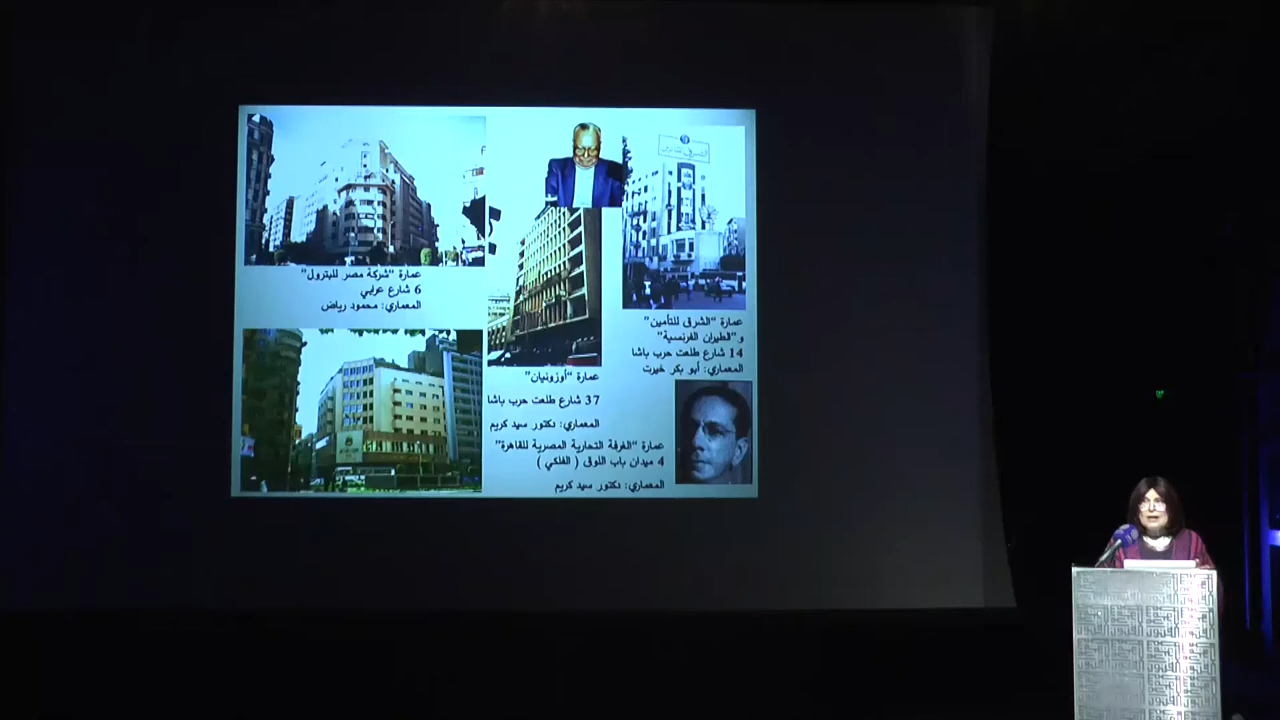 عمارة "شركة مصر للبترول"
6 شارع عرابي
المعماري: محمود رياض
عمارة "الشرق للتأمين"
و"الطيران الفرنسية"
14 شارع طلعت حرب باشا
المعماري: أبو بكر خيرت
عمارة "أوزونيان"
37 شارع طلعت حرب باشا
المعماري: دكتور سيد كريم
عمارة "الغرفة التجارية المصرية للقاهرة"
4 ميدان باب اللوق ( الفلكي )
المعماري: دكتور سيد كريم